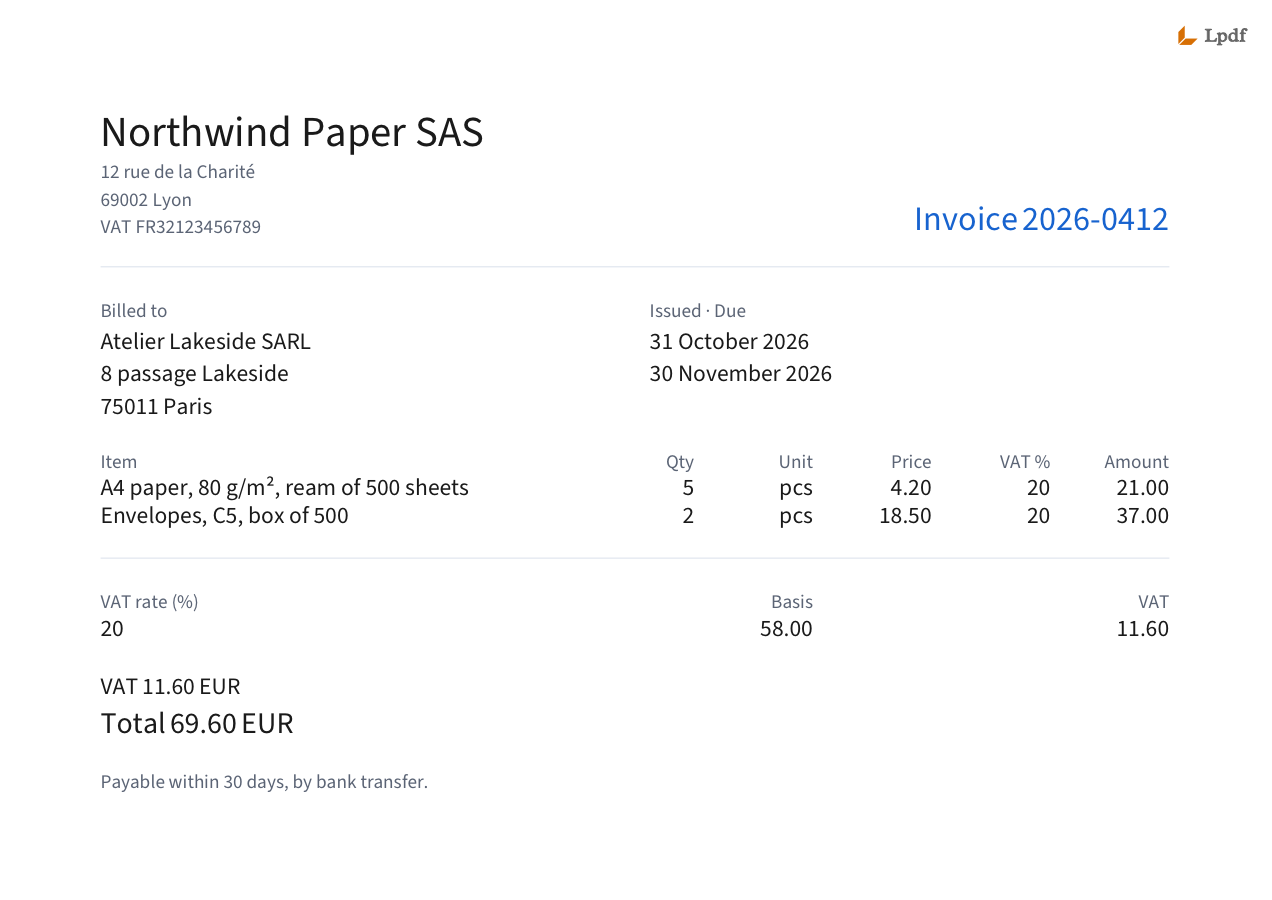 Lpdf
Northwind Paper SAS
12 rue de la Charité
69002 Lyon
VAT FR32123456789
Invoice 2026-0412
Billed to
Atelier Lakeside SARL
8 passage Lakeside
75011 Paris
Issued · Due
31 October 2026
30 November 2026
Item Qty Unit Price VAT % Amount
A4 paper, 80 g/m², ream of 500 sheets 5 pcs 4.20 20 21.00
Envelopes, C5, box of 500 2 pcs 18.50 20 37.00
VAT rate (%) Basis VAT
20 58.00 11.60
VAT 11.60 EUR
Total 69.60 EUR
Payable within 30 days, by bank transfer.